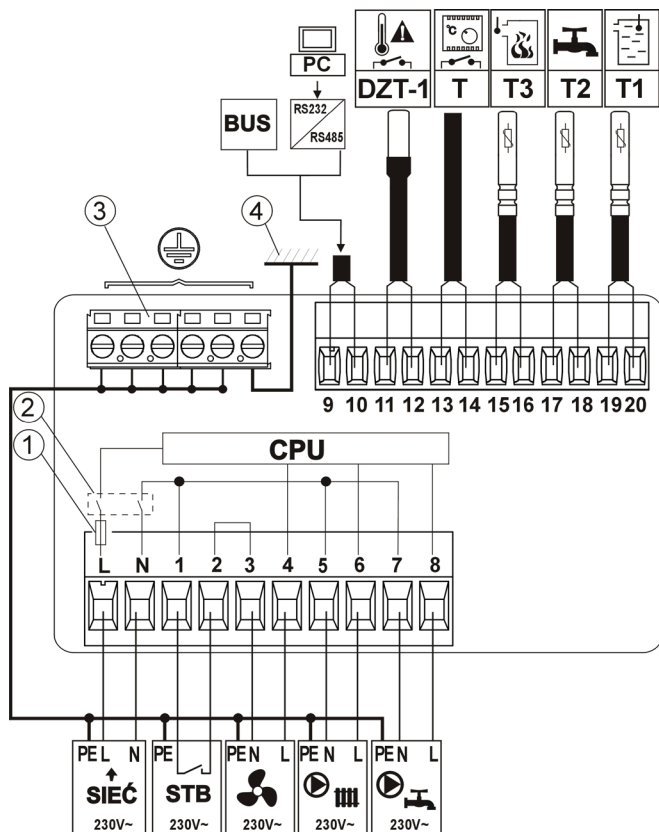 PC
RS232
RS485
BUS
°C
DZT-1 T T3 T2 T1
3
4
9 10 11 12 13 14 15 16 17 18 19 20
2
1
CPU
L N 1 2 3 4 5 6 7 8
PE L N
SIEĆ
230V~
PE
STB
230V~
PE N L
230V~
PE N L
230V~
PE N L
230V~